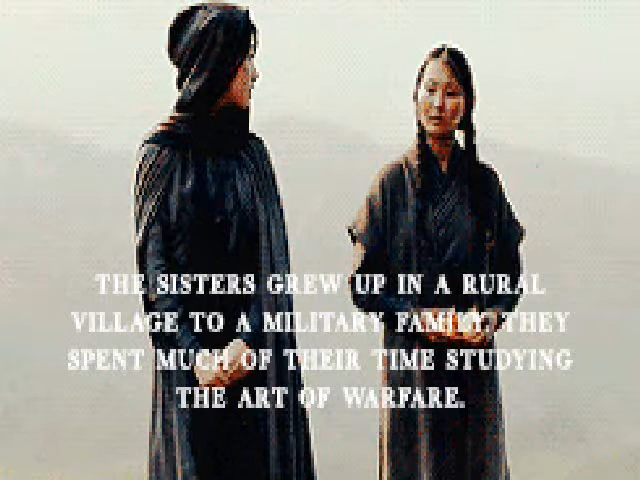 THE SISTERS GREW UP IN A RURAL
VILLAGE TO A MILITARY FAMILY. THEY
SPENT MUCH OF THEIR TIME STUDYING
THE ART OF WARFARE.